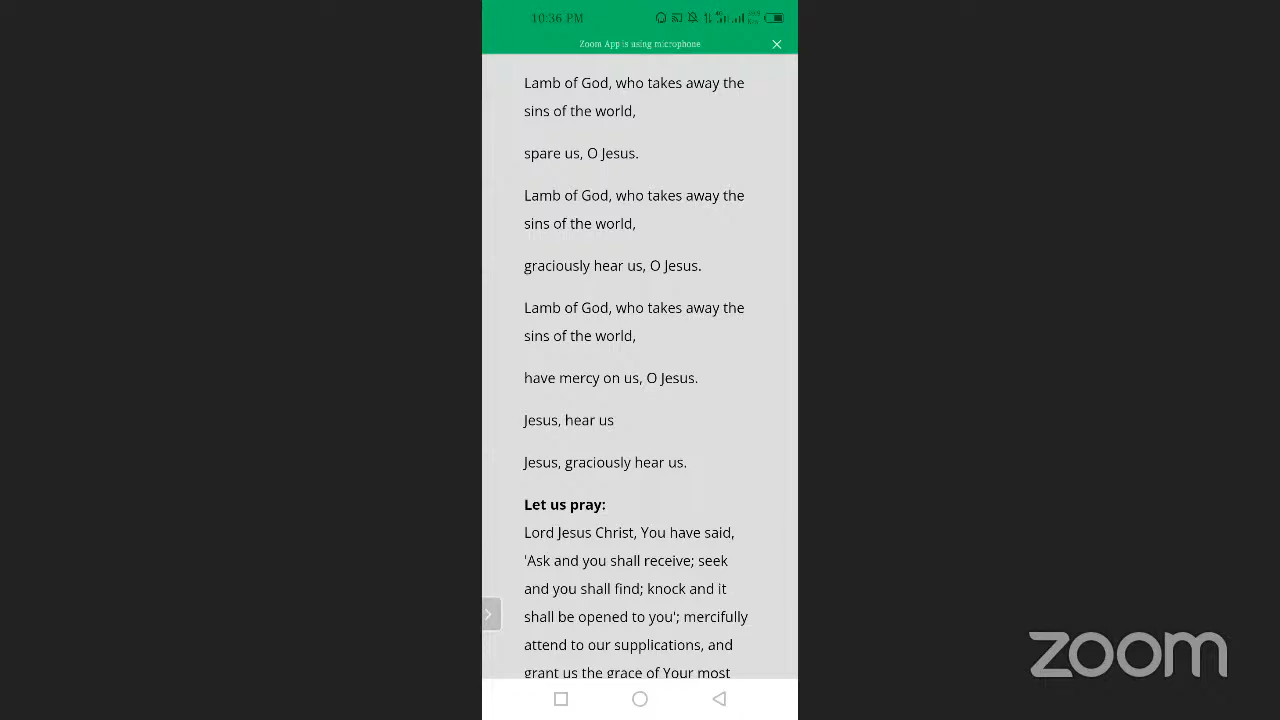 10:36 PM
4G
Zoom App is using microphone
Lamb of God, who takes away the
sins of the world,
spare us, O Jesus.
Lamb of God, who takes away the
sins of the world,
graciously hear us, O Jesus.
Lamb of God, who takes away the
sins of the world,
have mercy on us, O Jesus.
Jesus, hear us
Jesus, graciously hear us.
Let us pray:
Lord Jesus Christ, You have said,
'Ask and you shall receive; seek
and you shall find; knock and it
shall be opened to you'; mercifully
attend to our supplications, and
grant us the grace of Your most
zoom